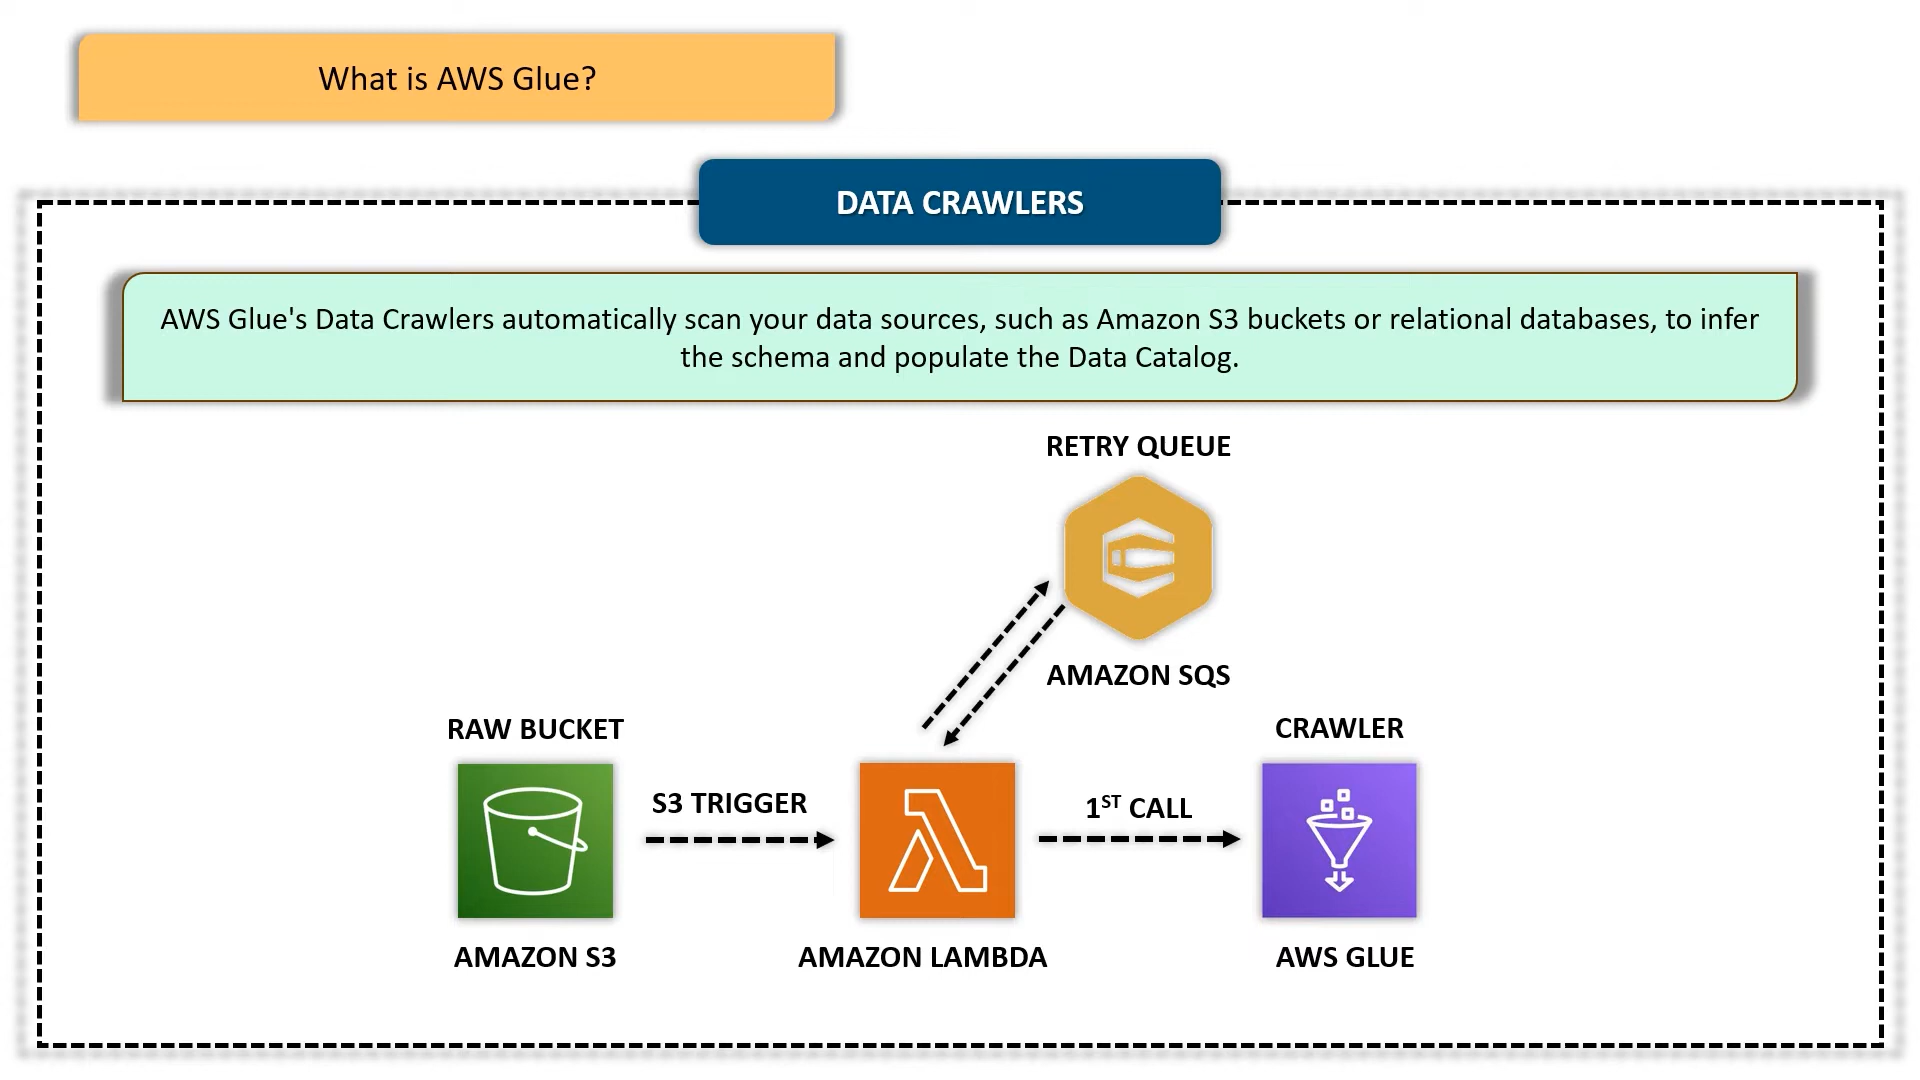 What is AWS Glue?
DATA CRAWLERS
AWS Glue's Data Crawlers automatically scan your data sources, such as Amazon S3 buckets or relational databases, to infer
the schema and populate the Data Catalog.
RETRY QUEUE
AMAZON SQS
RAW BUCKET
CRAWLER
S3 TRIGGER
1ST CALL
AMAZON S3
AMAZON LAMBDA
AWS GLUE